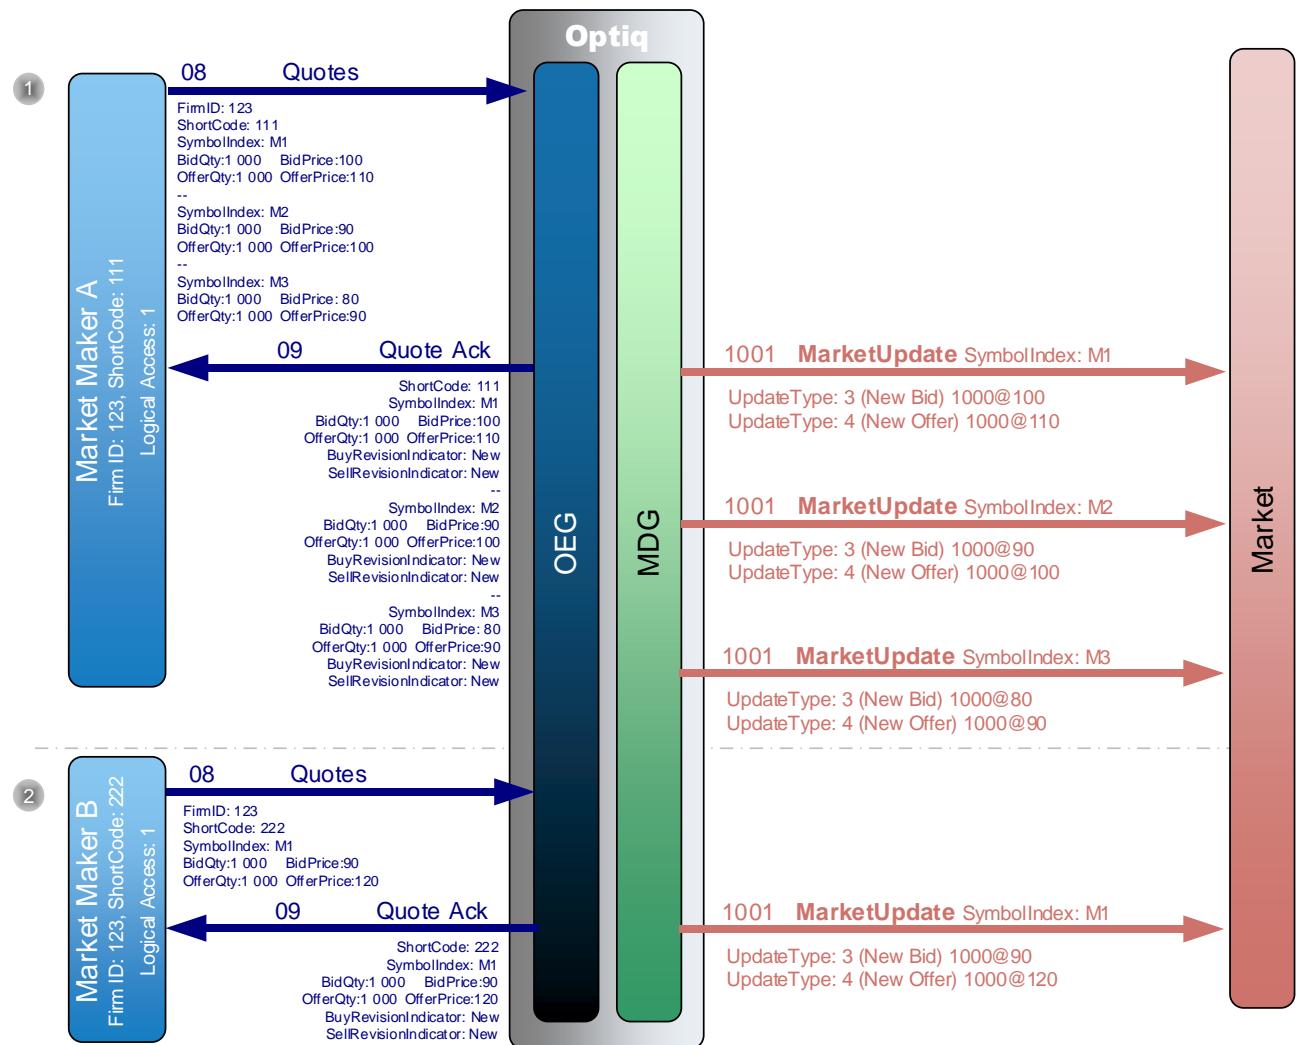 Optiq
1
08 Quotes
FirmID: 123
ShortCode: 111
SymbolIndex: M1
BidQty:1 000 BidPrice:100
OfferQty:1 000 OfferPrice:110
--
SymbolIndex: M2
BidQty:1 000 BidPrice:90
OfferQty:1 000 OfferPrice:100
--
SymbolIndex: M3
BidQty:1 000 BidPrice: 80
OfferQty:1 000 OfferPrice:90
Market Maker A
Firm ID: 123, ShortCode: 111
Logical Access: 1
09 Quote Ack
ShortCode: 111
SymbolIndex: M1
BidQty:1 000 BidPrice:100
OfferQty:1 000 OfferPrice:110
BuyRevisionIndicator: New
SellRevisionIndicator: New
--
SymbolIndex: M2
BidQty:1 000 BidPrice:90
OfferQty:1 000 OfferPrice:100
BuyRevisionIndicator: New
SellRevisionIndicator: New
--
SymbolIndex: M3
BidQty:1 000 BidPrice: 80
OfferQty:1 000 OfferPrice:90
BuyRevisionIndicator: New
SellRevisionIndicator: New
OEG
MDG
1001 MarketUpdate SymbolIndex: M1
UpdateType: 3 (New Bid) 1000@100
UpdateType: 4 (New Offer) 1000@110
1001 MarketUpdate SymbolIndex: M2
UpdateType: 3 (New Bid) 1000@90
UpdateType: 4 (New Offer) 1000@100
1001 MarketUpdate SymbolIndex: M3
UpdateType: 3 (New Bid) 1000@80
UpdateType: 4 (New Offer) 1000@90
Market
2
Market Maker B
Firm ID: 123, ShortCode: 222
Logical Access: 1
08 Quotes
FirmID: 123
ShortCode: 222
SymbolIndex: M1
BidQty:1 000 BidPrice:90
OfferQty:1 000 OfferPrice:120
09 Quote Ack
ShortCode: 222
SymbolIndex: M1
BidQty:1 000 BidPrice:90
OfferQty:1 000 OfferPrice:120
BuyRevisionIndicator: New
SellRevisionIndicator: New
1001 MarketUpdate SymbolIndex: M1
UpdateType: 3 (New Bid) 1000@90
UpdateType: 4 (New Offer) 1000@120